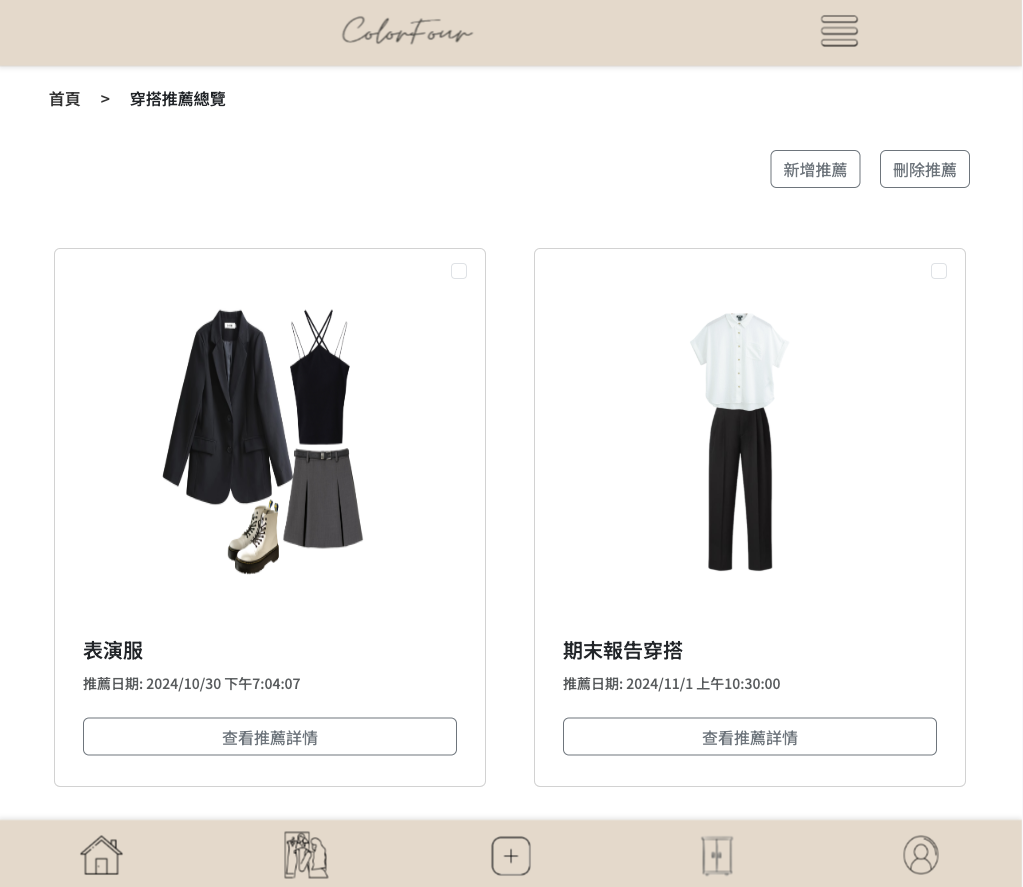 ColorFour
首頁 > 穿搭推薦總覽
新增推薦 刪除推薦
表演服
推薦日期: 2024/10/30 下午7:04:07
查看推薦詳情
期末報告穿搭
推薦日期: 2024/11/1 上午10:30:00
查看推薦詳情